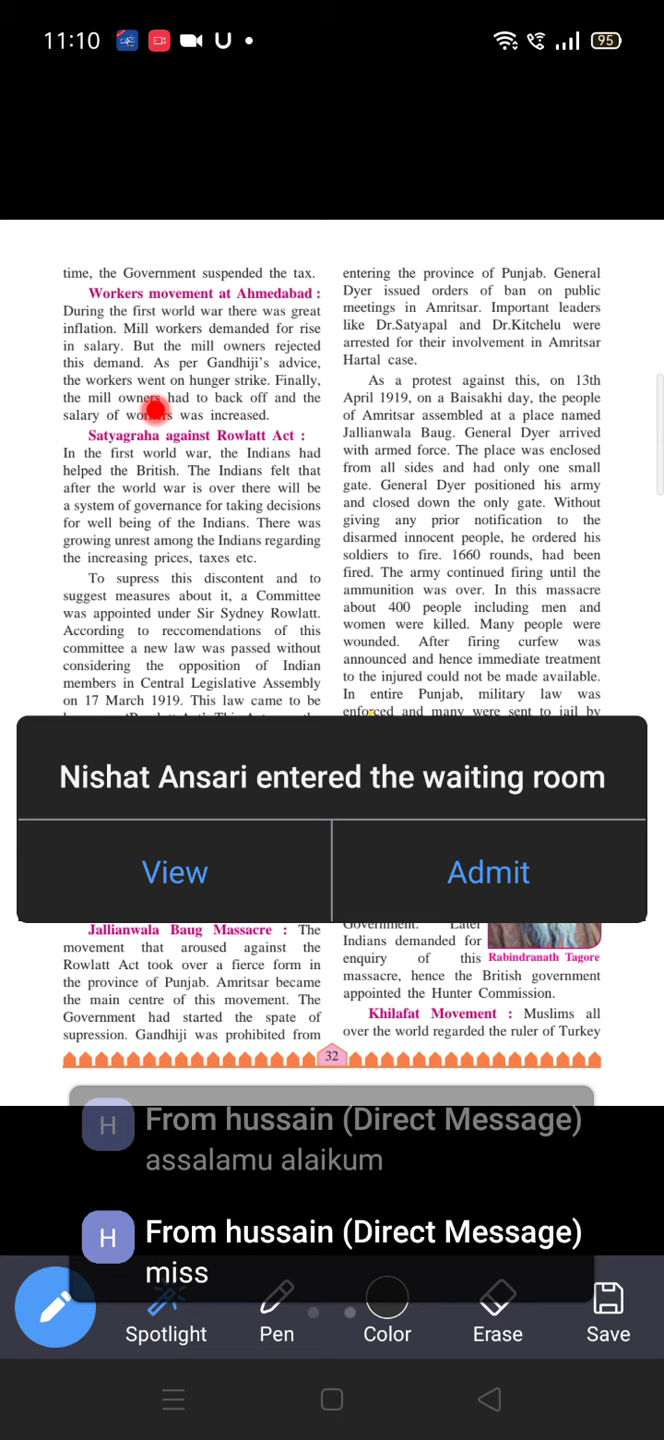 11:10
U
95
time, the Government suspended the tax.
Workers movement at Ahmedabad :
During the first world war there was great
inflation. Mill workers demanded for rise
in salary. But the mill owners rejected
this demand. As per Gandhiji's advice,
the workers went on hunger strike. Finally,
the mill owners had to back off and the
salary of workers was increased.
Satyagraha against Rowlatt Act :
In the first world war, the Indians had
helped the British. The Indians felt that
after the world war is over there will be
a system of governance for taking decisions
for well being of the Indians. There was
growing unrest among the Indians regarding
the increasing prices, taxes etc.
To supress this discontent and to
suggest measures about it, a Committee
was appointed under Sir Sydney Rowlatt.
According to reccomendations of this
committee a new law was passed without
considering the opposition of Indian
members in Central Legislative Assembly
on 17 March 1919. This law came to be
entering the province of Punjab. General
Dyer issued orders of ban on public
meetings in Amritsar. Important leaders
like Dr.Satyapal and Dr.Kitchelu were
arrested for their involvement in Amritsar
Hartal case.
As a protest against this, on 13th
April 1919, on a Baisakhi day, the people
of Amritsar assembled at a place named
Jallianwala Baug. General Dyer arrived
with armed force. The place was enclosed
from all sides and had only one small
gate. General Dyer positioned his army
and closed down the only gate. Without
giving any prior notification to the
disarmed innocent people, he ordered his
soldiers to fire. 1660 rounds, had been
fired. The army continued firing until the
ammunition was over. In this massacre
about 400 people including men and
women were killed. Many people were
wounded. After firing curfew was
announced and hence immediate treatment
to the injured could not be made available.
In entire Punjab, military law was
enforced and many were sent to jail by
Nishat Ansari entered the waiting room
View
Admit
Jallianwala Baug Massacre : The
movement that aroused against the
Rowlatt Act took over a fierce form in
the province of Punjab. Amritsar became
the main centre of this movement. The
Government had started the spate of
supression. Gandhiji was prohibited from
Government. Later
Indians demanded for
enquiry of this
Rabindranath Tagore
massacre, hence the British government
appointed the Hunter Commission.
Khilafat Movement : Muslims all
over the world regarded the ruler of Turkey
32
H
From hussain (Direct Message)
assalamu alaikum
H
From hussain (Direct Message)
miss
Spotlight
Pen
Color
Erase
Save